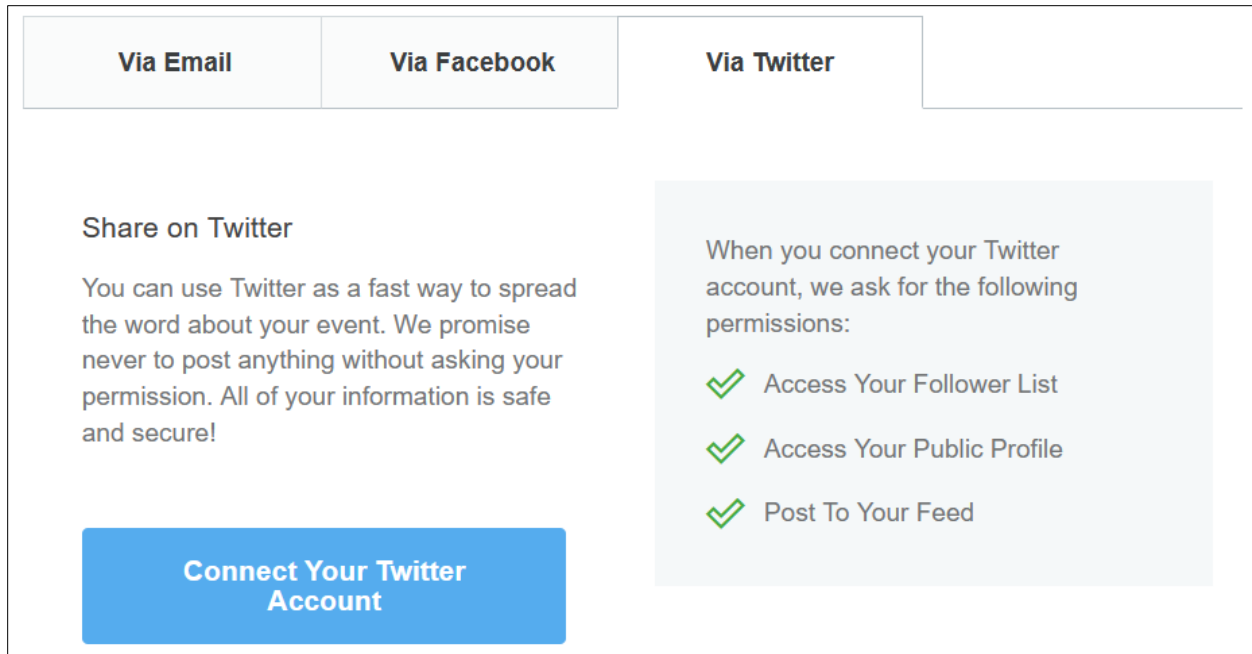 Via Email
Via Facebook
Via Twitter
Share on Twitter
You can use Twitter as a fast way to spread
the word about your event. We promise
never to post anything without asking your
permission. All of your information is safe
and secure!
Connect Your Twitter
Account
When you connect your Twitter
account, we ask for the following
permissions:
Access Your Follower List
Access Your Public Profile
Post To Your Feed